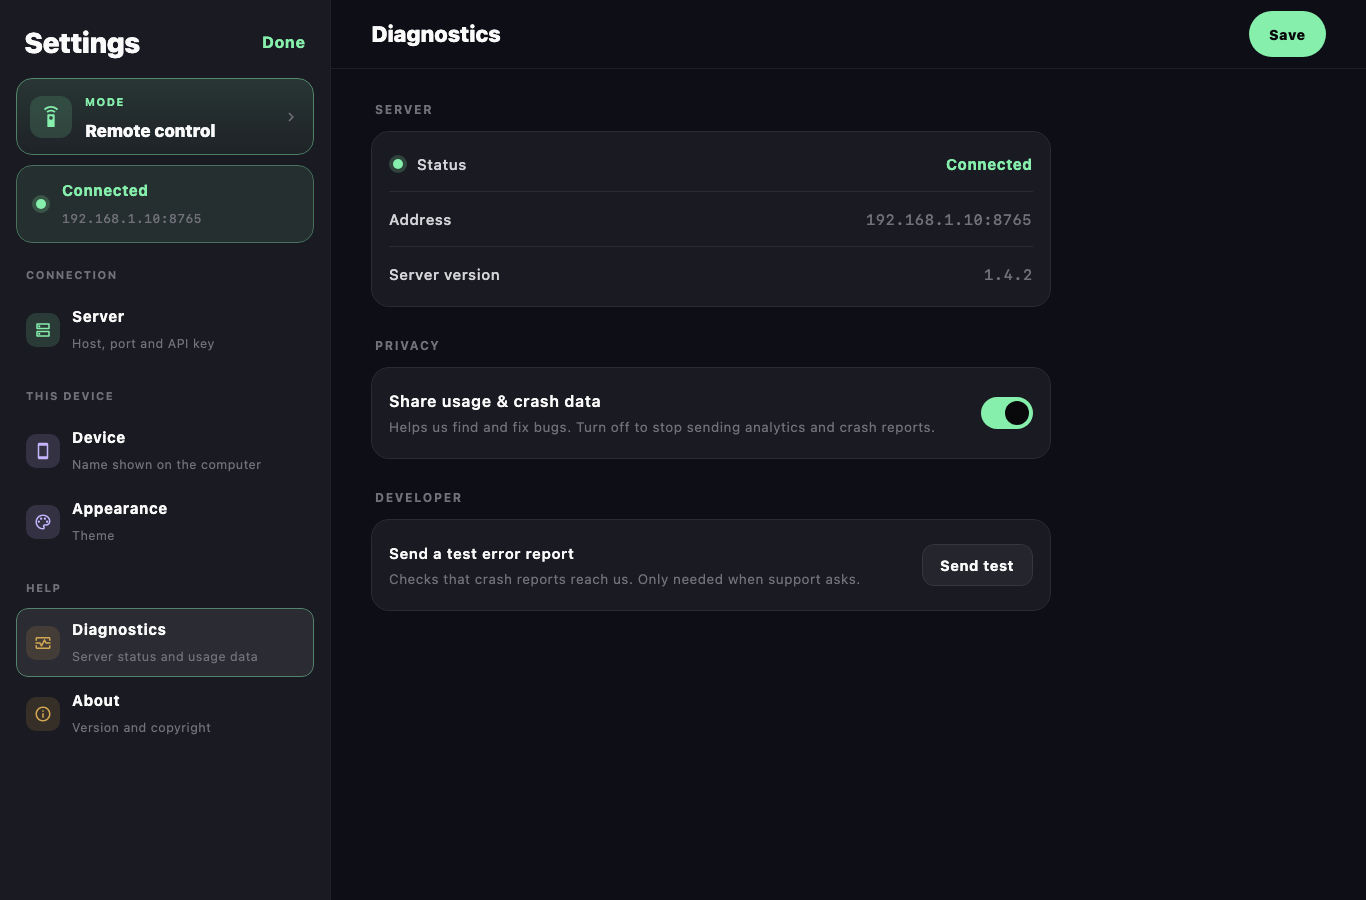 Settings
Done
MODE
Remote control
Connected
192.168.1.10:8765
CONNECTION
Server
Host, port and API key
THIS DEVICE
Device
Name shown on the computer
Appearance
Theme
HELP
Diagnostics
Server status and usage data
About
Version and copyright
Diagnostics
Save
SERVER
Status
Connected
Address
192.168.1.10:8765
Server version
1.4.2
PRIVACY
Share usage & crash data
Helps us find and fix bugs. Turn off to stop sending analytics and crash reports.
DEVELOPER
Send a test error report
Checks that crash reports reach us. Only needed when support asks.
Send test